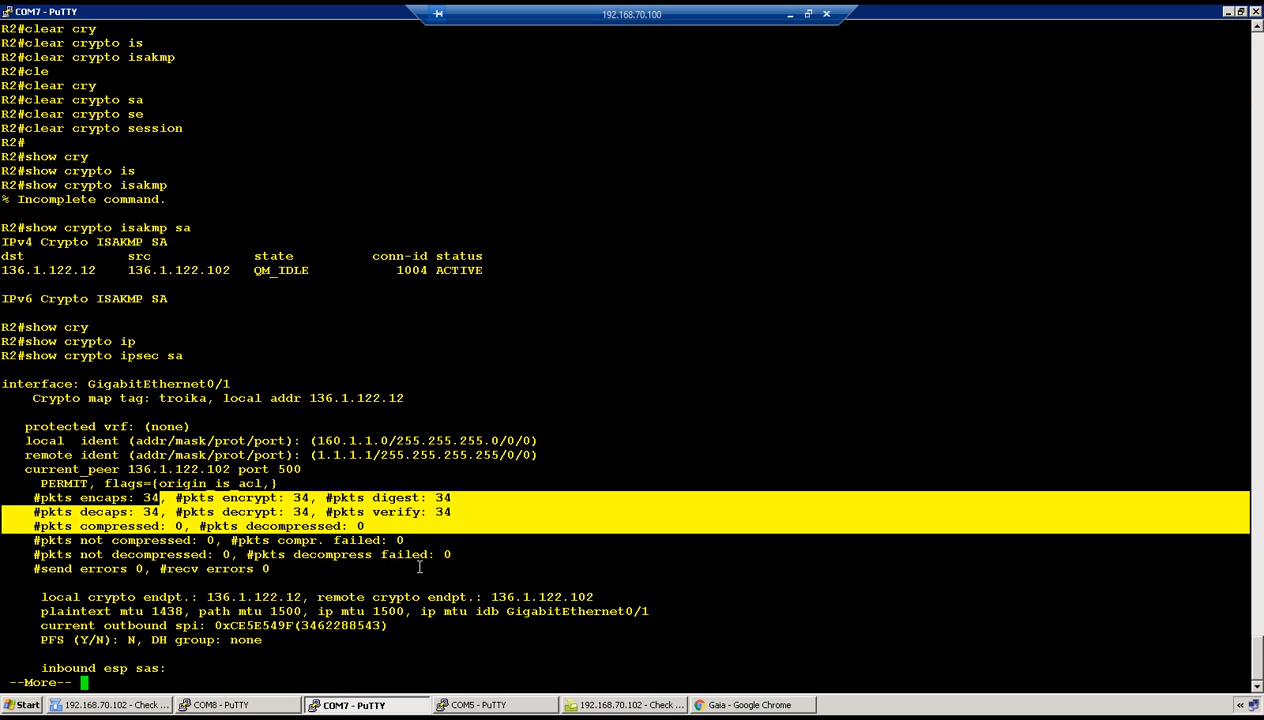 COM7 - PuTTY
192.168.70.100
R2#clear cry
R2#clear crypto is
R2#clear crypto isakmp
R2#cle
R2#clear cry
R2#clear crypto sa
R2#clear crypto se
R2#clear crypto session
R2#
R2#show cry
R2#show crypto is
R2#show crypto isakmp
% Incomplete command.
R2#show crypto isakmp sa
IPv4 Crypto ISAKMP SA
dst src state conn-id status
136.1.122.12 136.1.122.102 QM_IDLE 1004 ACTIVE
IPv6 Crypto ISAKMP SA
R2#show cry
R2#show crypto ip
R2#show crypto ipsec sa
interface: GigabitEthernet0/1
Crypto map tag: troika, local addr 136.1.122.12
protected vrf: (none)
local ident (addr/mask/prot/port): (160.1.1.0/255.255.255.0/0/0)
remote ident (addr/mask/prot/port): (1.1.1.1/255.255.255.255/0/0)
current_peer 136.1.122.102 port 500
PERMIT, flags={origin_is_acl,}
#pkts encaps: 34, #pkts encrypt: 34, #pkts digest: 34
#pkts decaps: 34, #pkts decrypt: 34, #pkts verify: 34
#pkts compressed: 0, #pkts decompressed: 0
#pkts not compressed: 0, #pkts compr. failed: 0
#pkts not decompressed: 0, #pkts decompress failed: 0
#send errors 0, #recv errors 0
local crypto endpt.: 136.1.122.12, remote crypto endpt.: 136.1.122.102
plaintext mtu 1438, path mtu 1500, ip mtu 1500, ip mtu idb GigabitEthernet0/1
current outbound spi: 0xCE5E549F(3462288543)
PFS (Y/N): N, DH group: none
inbound esp sas:
--More--
Start
192.168.70.102 - Check ...
COM8 - PuTTY
COM7 - PuTTY
COM5 - PuTTY
192.168.70.102 - Check ...
Gaia - Google Chrome